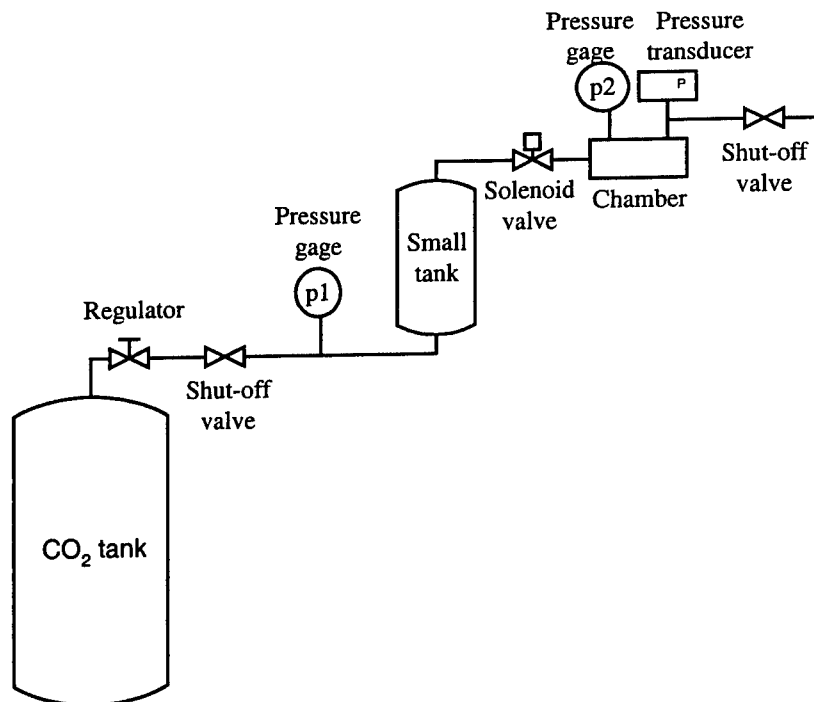 Pressure
gage
Pressure
transducer
p2
P
Shut-off
valve
Solenoid
valve
Chamber
Pressure
gage
Small
tank
p1
Regulator
Shut-off
valve
CO₂ tank